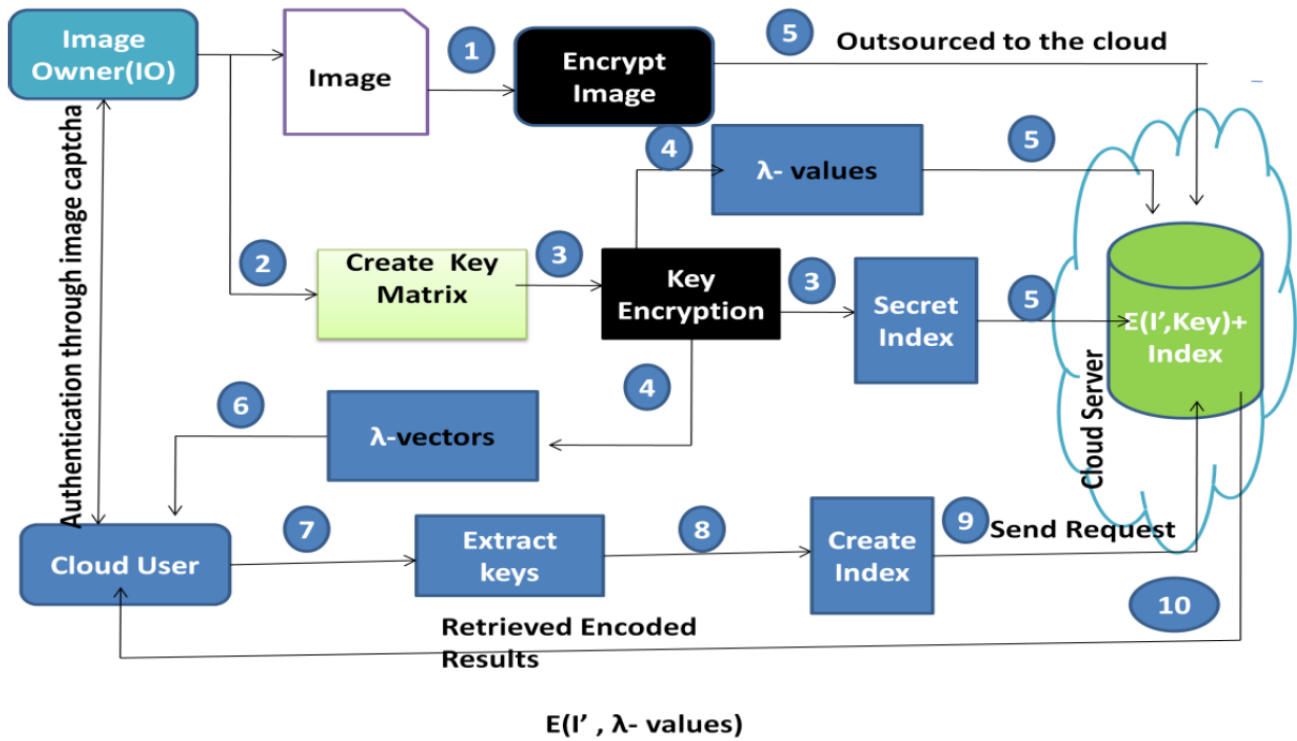 Image
Owner(IO)
Image
1
Encrypt
Image
5
Outsourced to the cloud
4
λ- values
5
Authentication through image captcha
2
Create Key
Matrix
3
Key
Encryption
3
Secret
Index
5
E(I’,Key)+
Index
Cloud Server
4
6
λ-vectors
Cloud User
7
Extract
keys
8
Create
Index
9
Send Request
10
Retrieved Encoded
Results
E(I’ , λ- values)